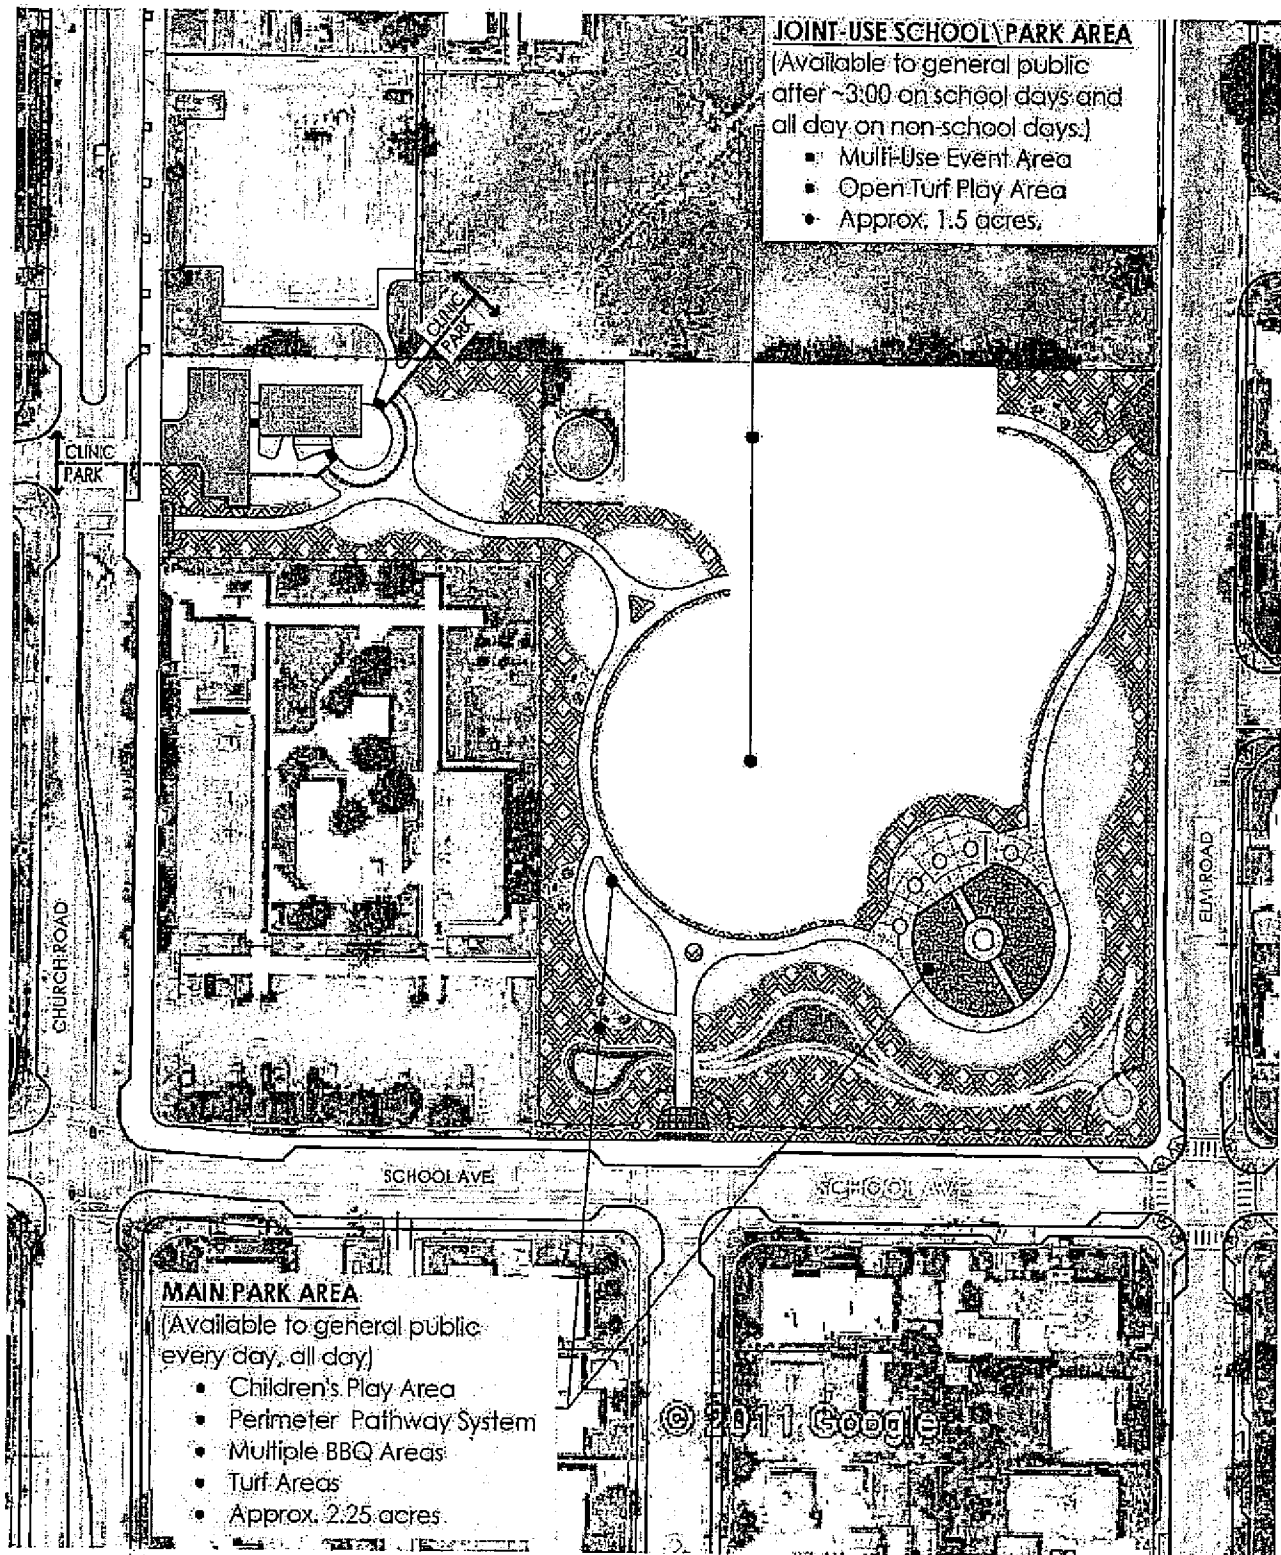 JOINT-USE SCHOOL\PARK AREA
(Available to general public
after ~3:00 on school days and
all day on non-school days.)
• Multi-Use Event Area
• Open Turf Play Area
• Approx. 1.5 acres.
CLINIC
PARK
CLINIC
PARK
CHURCH ROAD
ELM ROAD
SCHOOL AVE.
SCHOOL AVE
MAIN PARK AREA
(Available to general public
every day, all day)
• Children's Play Area
• Perimeter Pathway System
• Multiple BBQ Areas
• Turf Areas
• Approx. 2.25 acres
© 2011 Google